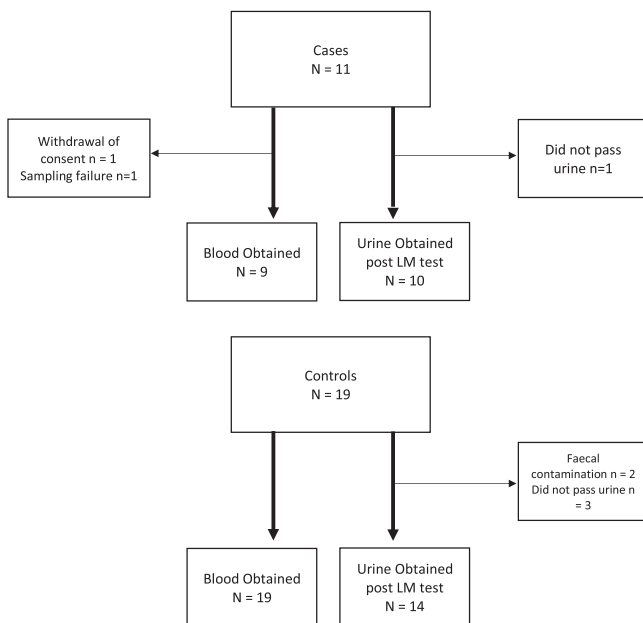 Cases
N = 11
Withdrawal of
consent n = 1
Sampling failure n=1
Did not pass
urine n=1
Blood Obtained
N = 9
Urine Obtained
post LM test
N = 10
Controls
N = 19
Faecal
contamination n = 2
Did not pass urine n
= 3
Blood Obtained
N = 19
Urine Obtained
post LM test
N = 14